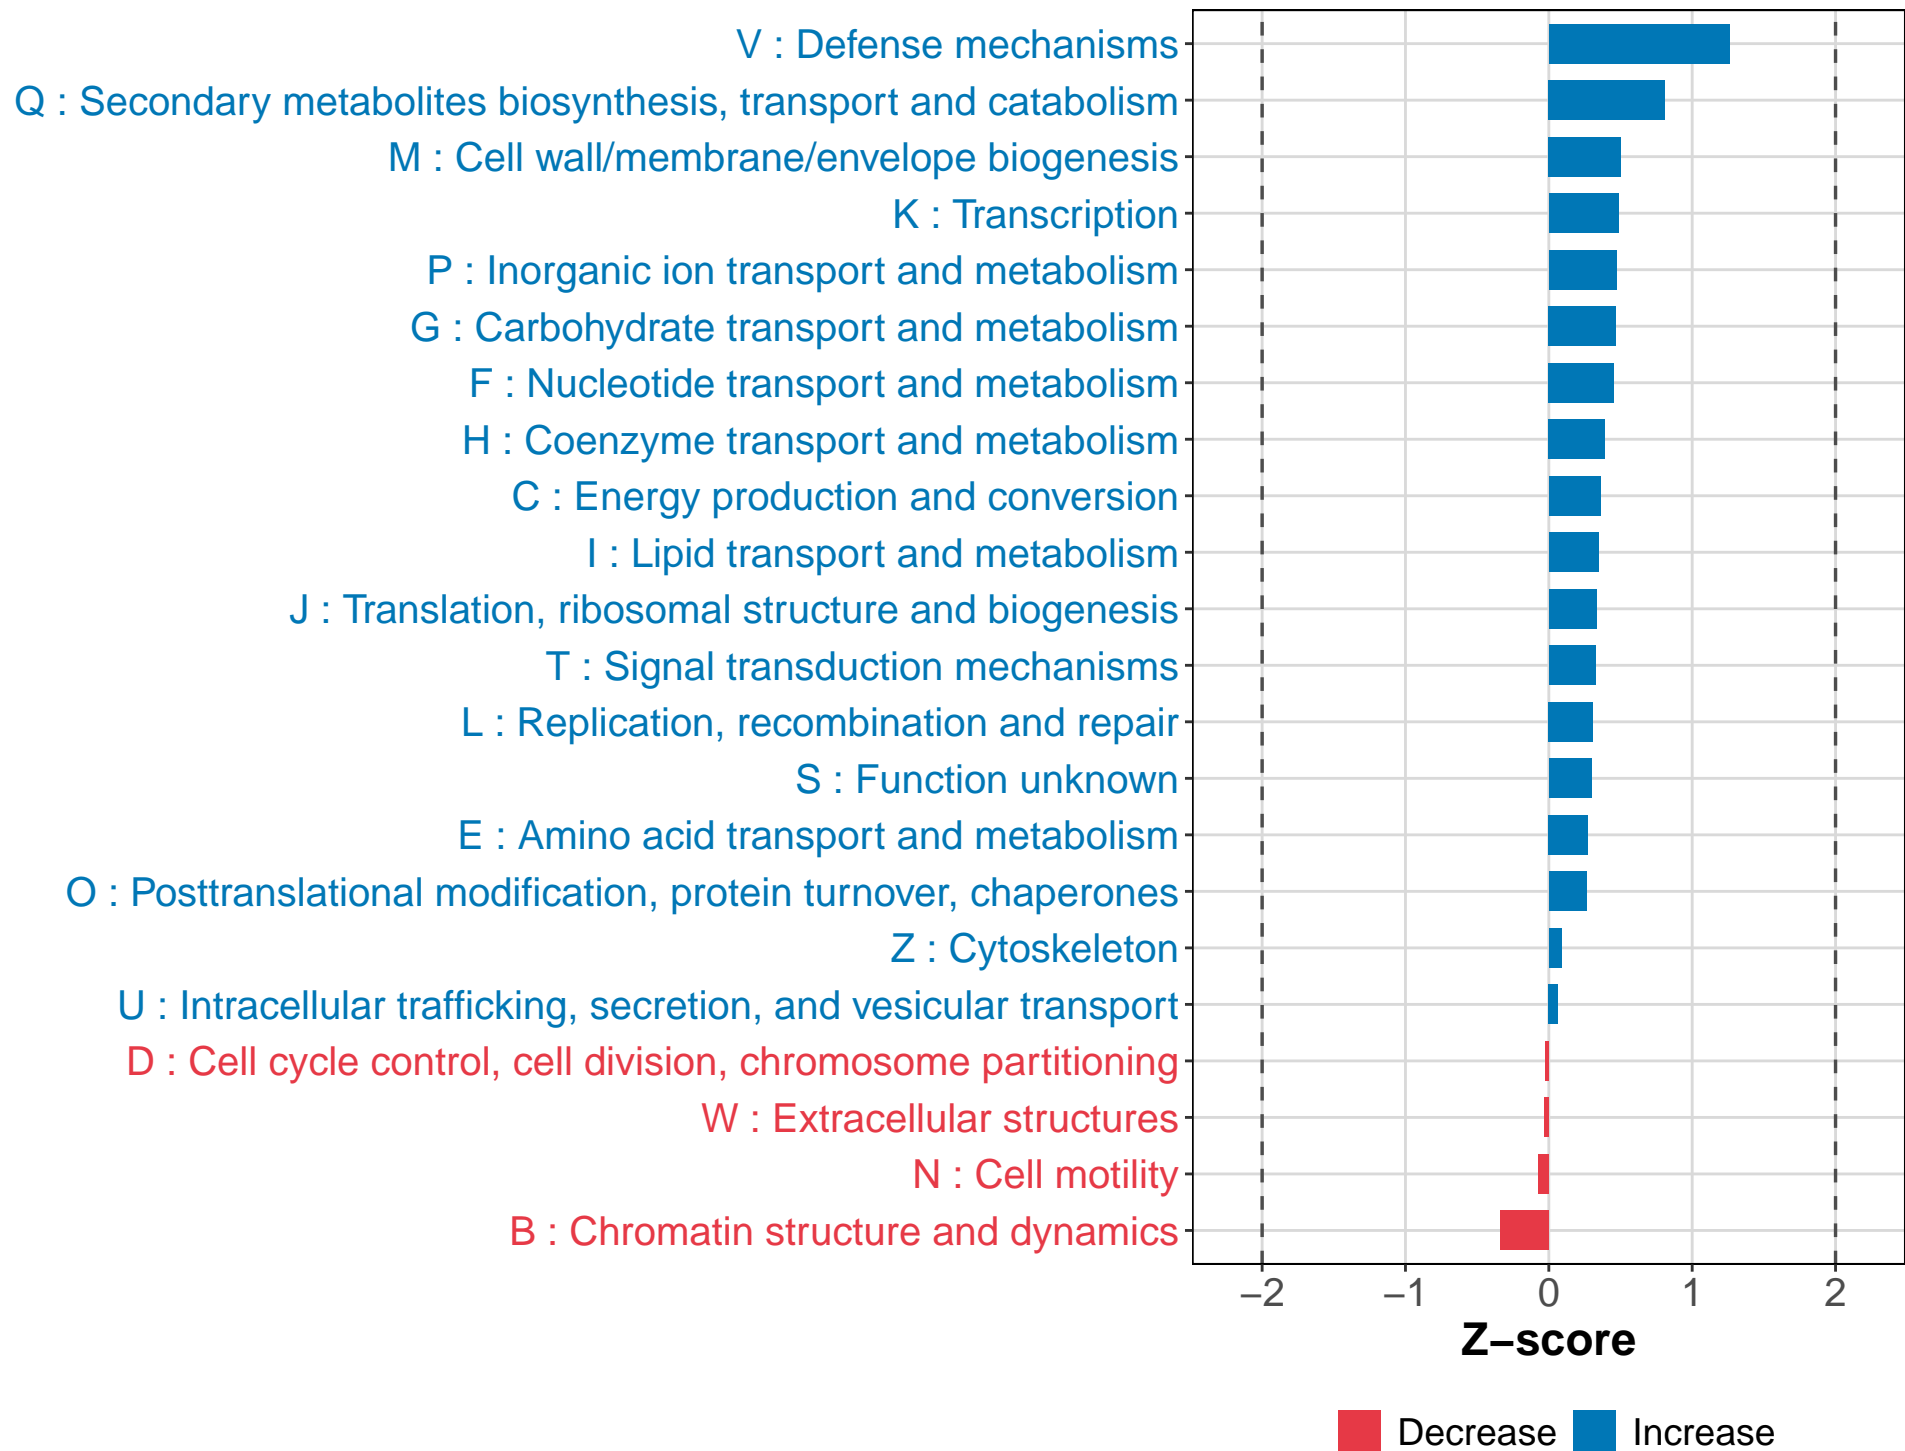 V : Defense mechanisms
Q : Secondary metabolites biosynthesis, transport and catabolism
M : Cell wall/membrane/envelope biogenesis
K : Transcription
P : Inorganic ion transport and metabolism
G : Carbohydrate transport and metabolism
F : Nucleotide transport and metabolism
H : Coenzyme transport and metabolism
C : Energy production and conversion
I : Lipid transport and metabolism
J : Translation, ribosomal structure and biogenesis
T : Signal transduction mechanisms
L : Replication, recombination and repair
S : Function unknown
E : Amino acid transport and metabolism
O : Posttranslational modification, protein turnover, chaperones
Z : Cytoskeleton
U : Intracellular trafficking, secretion, and vesicular transport
D : Cell cycle control, cell division, chromosome partitioning
W : Extracellular structures
N : Cell motility
B : Chromatin structure and dynamics
−2 −1 0 1 2
Z−score
Decrease Increase